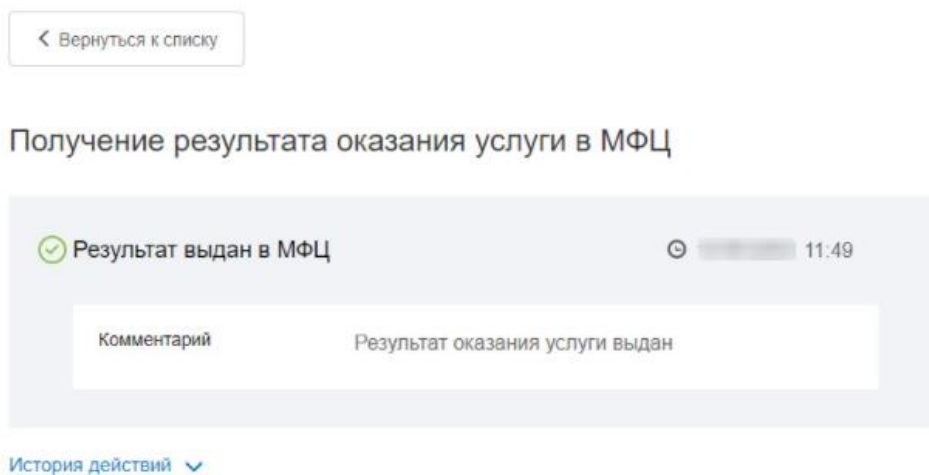 Вернуться к списку
Получение результата оказания услуги в МФЦ
Результат выдан в МФЦ 11:49
Комментарий Результат оказания услуги выдан
История действий